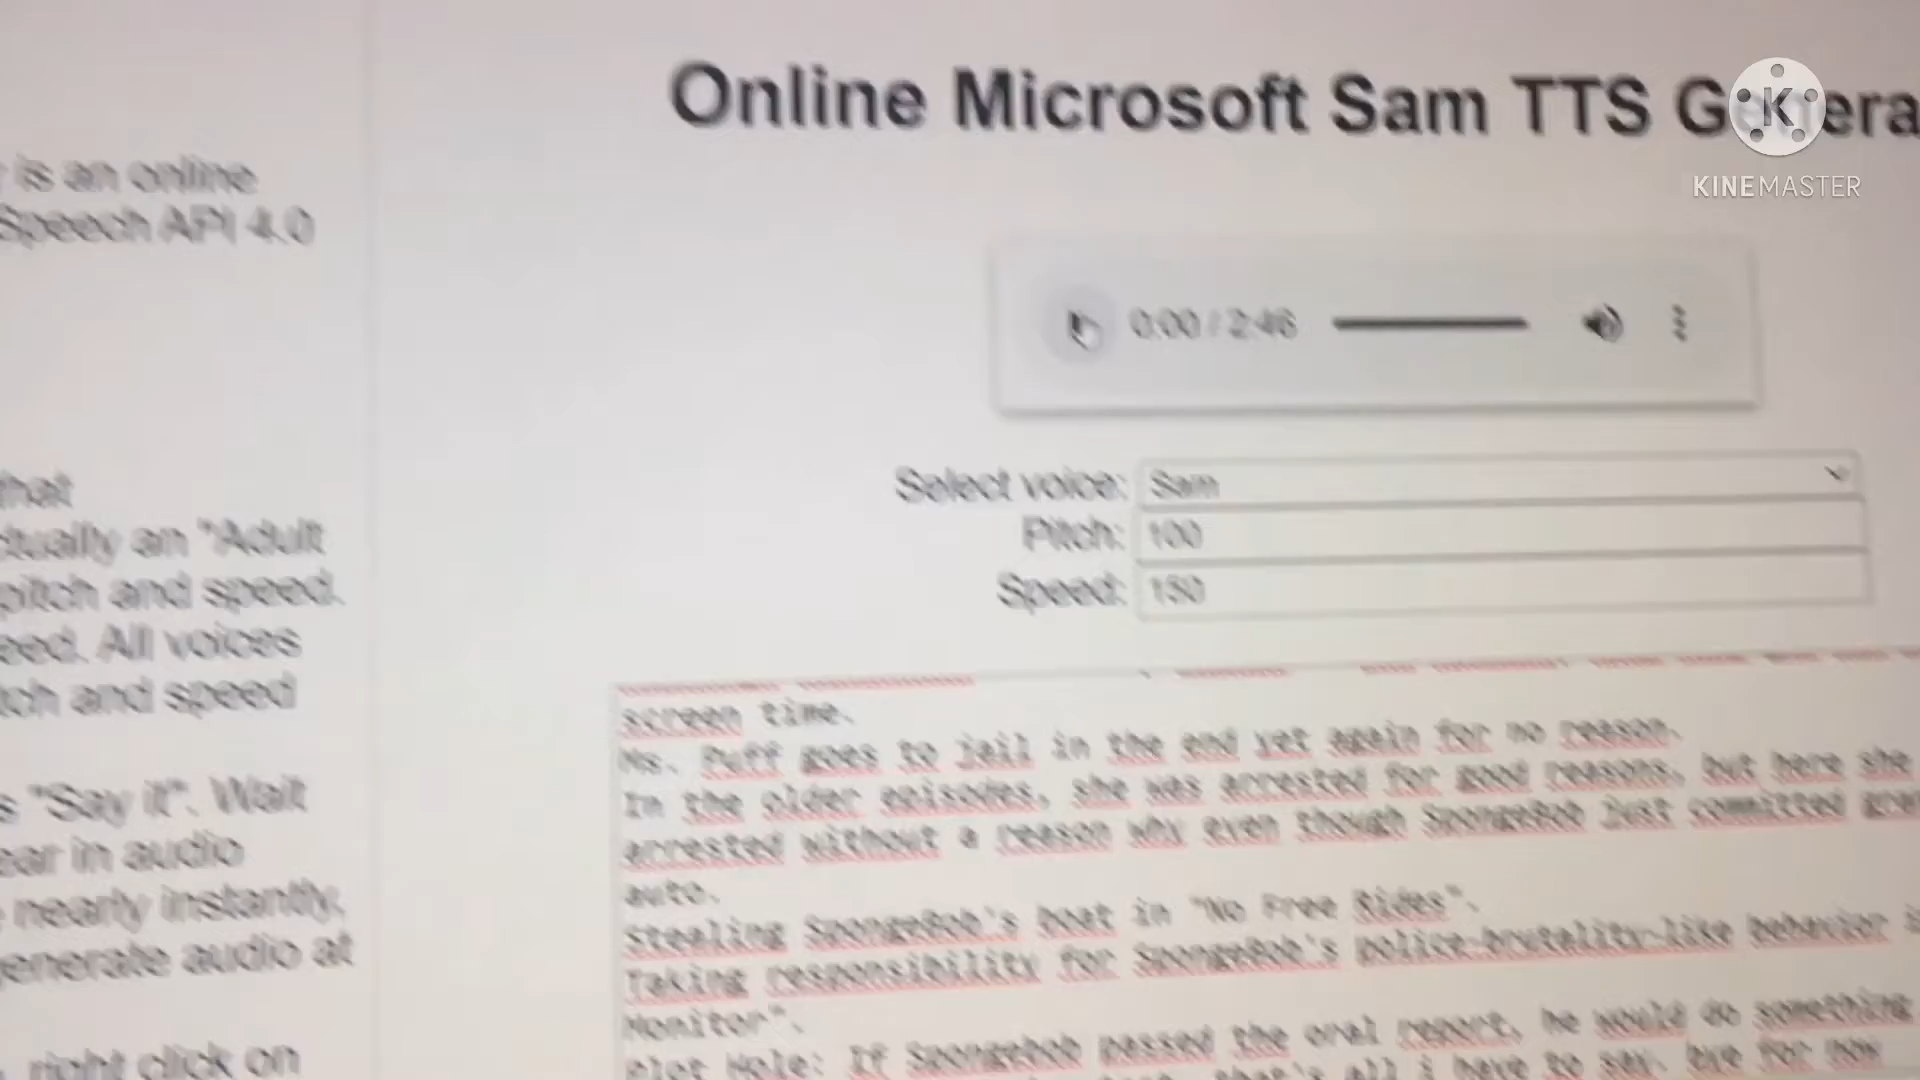 Online Microsoft Sam TTS Genera
KINEMASTER
is an online
Speech API 4.0
0:00 / 2:46
that
ctually an "Adult
pitch and speed.
eed. All voices
tch and speed
Select voice: Sam
Pitch: 100
Speed: 150
s "Say it". Wait
ear in audio
nearly instantly.
generate audio at
right click on
screen time.
Ms. Puff goes to jail in the end yet again for no reason.
In the older episodes, she was arrested for good reasons, but here she
arrested without a reason why even though SpongeBob just committed
auto.
Stealing SpongeBob's boat in "No Free Rides".
Taking responsibility for SpongeBob's police-brutality-like behavior
Monitor".
Plot Hole: If SpongeBob passed the oral report, he would do something
that's all i have to say. bye for now